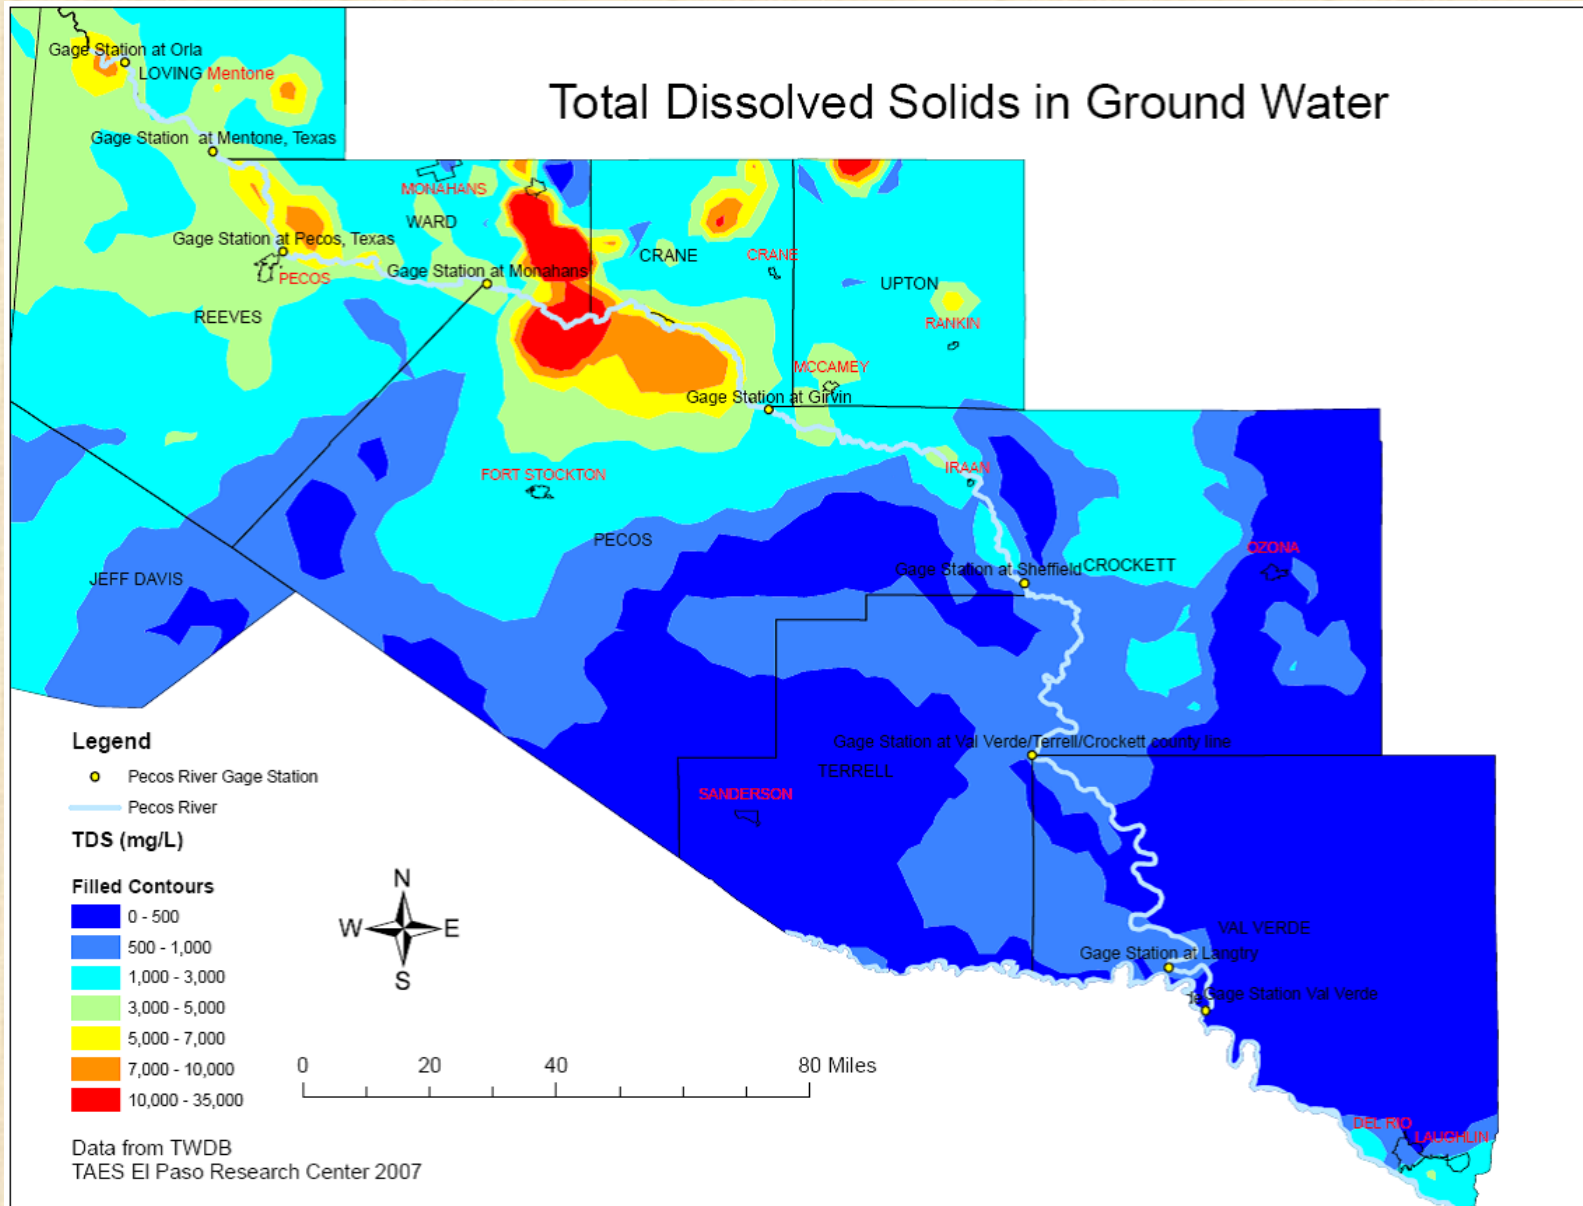 Total Dissolved Solids in Ground Water
Gage Station at Orla
LOVING Mentone
Gage Station at Mentone, Texas
MONAHANS
WARD
Gage Station at Pecos, Texas
PECOS
Gage Station at Monahans
CRANE
CRANE
UPTON
REEVES
RANKIN
MCCAMEY
Gage Station at Girvin
IRAAN
FORT STOCKTON
PECOS
OZONA
JEFF DAVIS
Gage Station at Sheffield
CROCKETT
Gage Station at Val Verde/Terrell/Crockett county line
TERRELL
SANDERSON
VAL VERDE
Gage Station at Langtry
Gage Station Val Verde
DEL RIO
LAUGHLIN
Legend
Pecos River Gage Station
Pecos River
TDS (mg/L)
Filled Contours
0 - 500
500 - 1,000
1,000 - 3,000
3,000 - 5,000
5,000 - 7,000
7,000 - 10,000
10,000 - 35,000
N
W E
S
0 20 40 80 Miles
Data from TWDB
TAES El Paso Research Center 2007